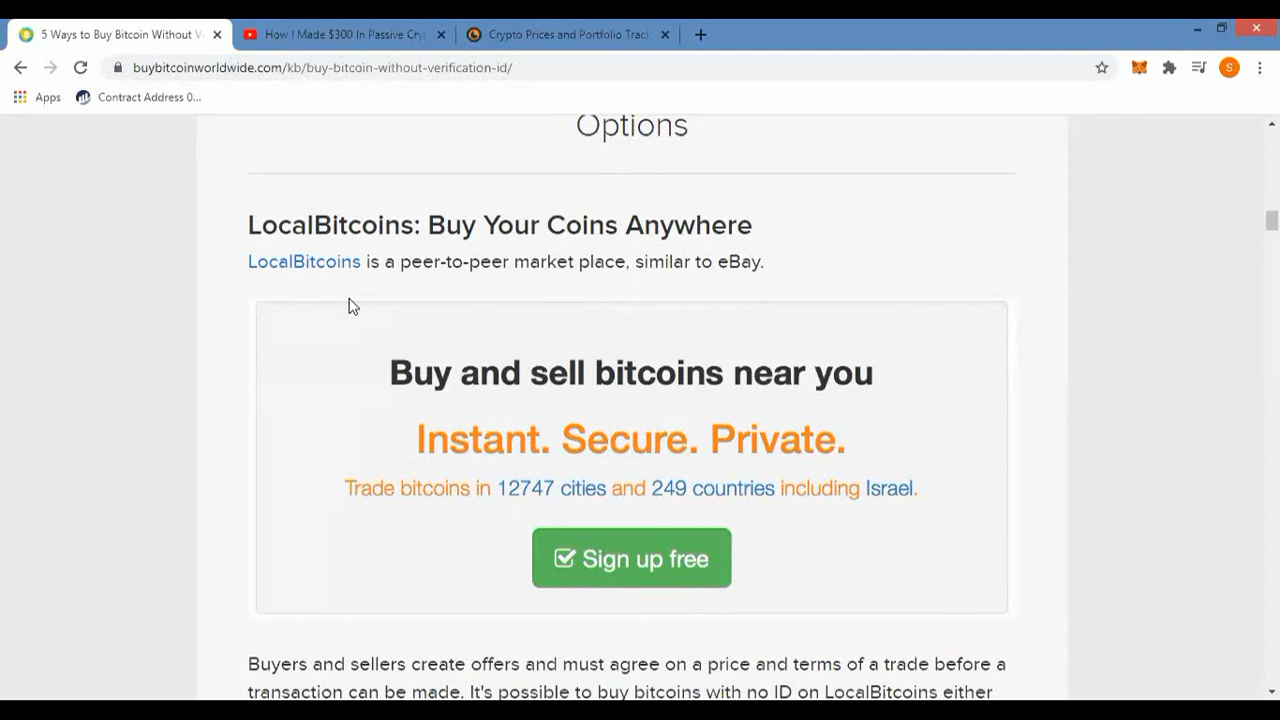 5 Ways to Buy Bitcoin Without V
How I Made $300 In Passive Cry
Crypto Prices and Portfolio Track
buybitcoinworldwide.com/kb/buy-bitcoin-without-verification-id/
S
Apps
Contract Address 0...
Options
LocalBitcoins: Buy Your Coins Anywhere
LocalBitcoins is a peer-to-peer market place, similar to eBay.
Buy and sell bitcoins near you
Instant. Secure. Private.
Trade bitcoins in 12747 cities and 249 countries including Israel.
Sign up free
Buyers and sellers create offers and must agree on a price and terms of a trade before a
transaction can be made. It's possible to buy bitcoins with no ID on LocalBitcoins either